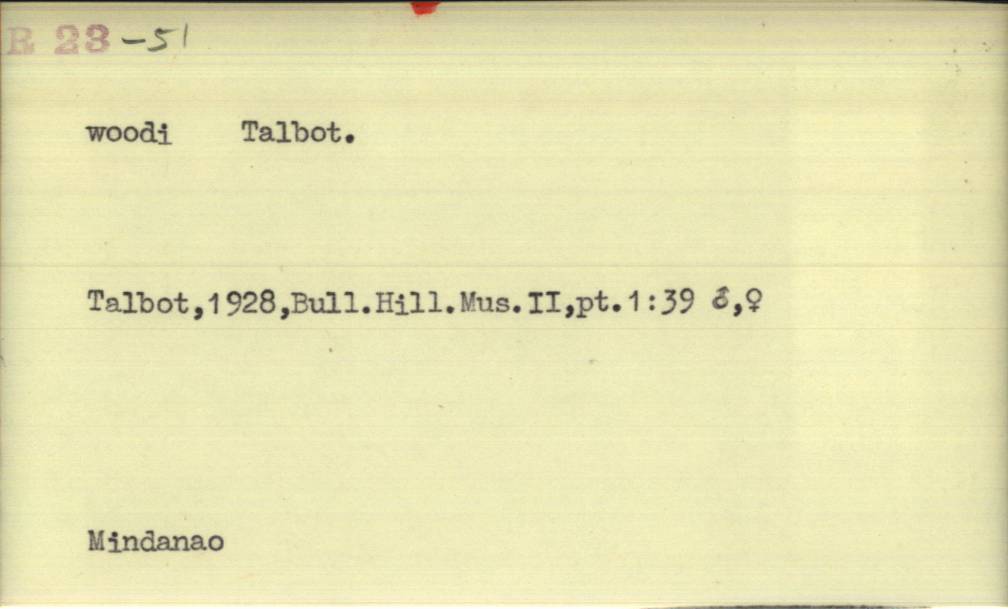 R 23-51
woodi Talbot.
Talbot,1928,Bull.Hill.Mus.II,pt.1:39 ♂,♀
Mindanao